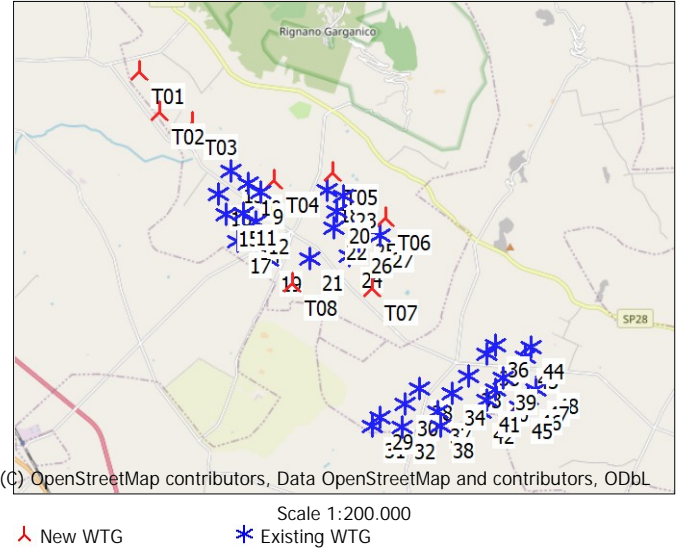 Rignano Garganico
T01
T02
T03
T04
T05
9
23
20
T06
11
15
12
22
27
26
17
19
21
24
T08
T07
SP28
36
44
39
34
41
42
45
30
29
32
38
(C) OpenStreetMap contributors, Data OpenStreetMap and contributors, ODbL
Scale 1:200.000
New WTG
Existing WTG